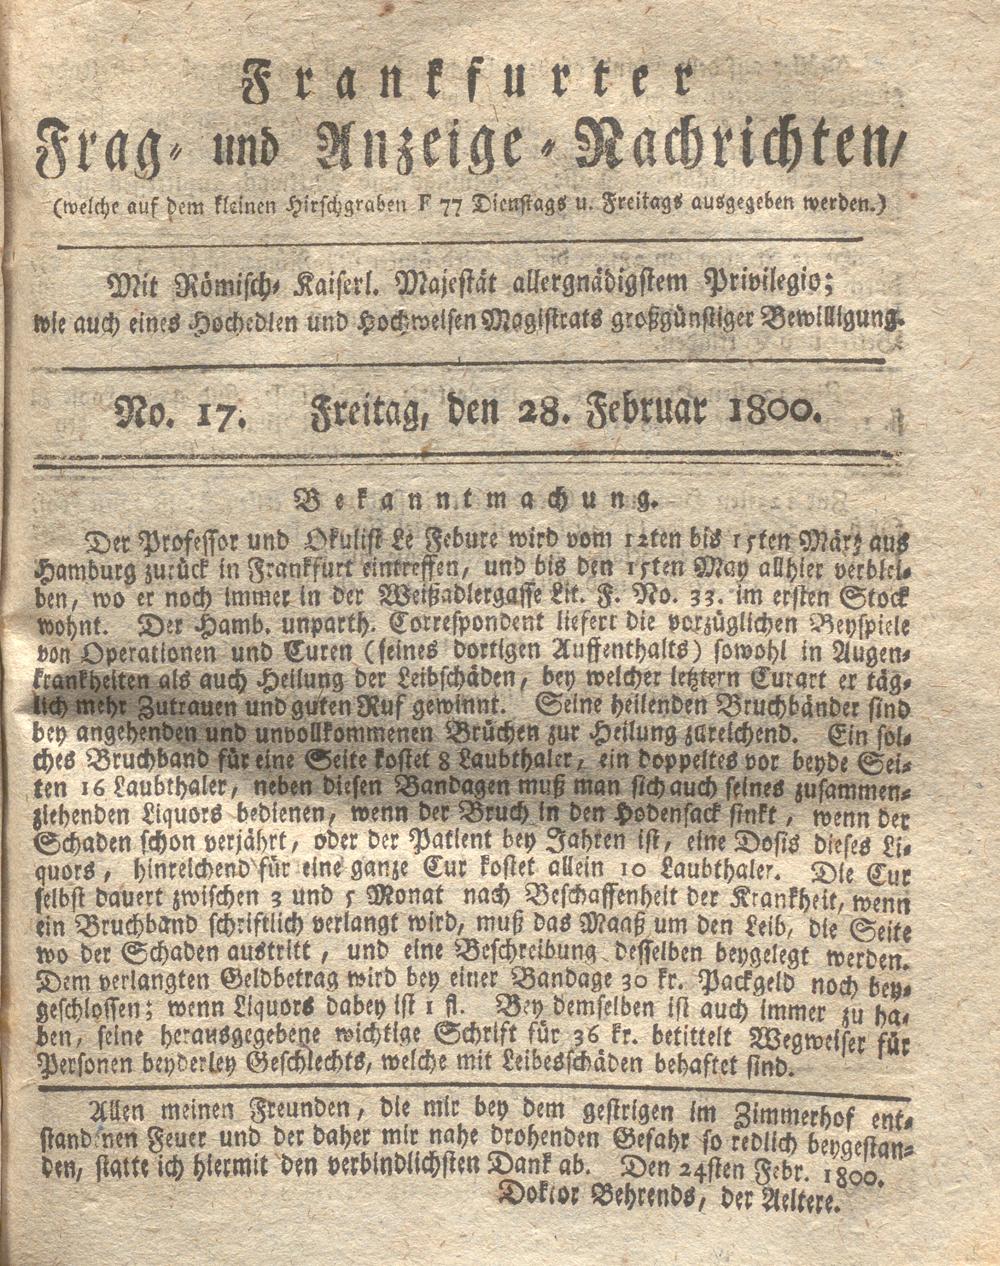 Frankfurter
Frag- und Anzeige-Nachrichten/
(welche auf dem kleinen Hirschgraben F 77 Dienstags u. Freitags ausgegeben werden.)
Mit Römisch- Kaiserl. Majestät allergnädigstem Privilegio;
wie auch eines Hochedlen und Hochweisen Magistrats großgünstiger Bewilligung.
No. 17. Freitag, den 28. Februar 1800.
Bekanntmachung.
Der Professor und Okulist Le Febure wird vom 12ten bis 15ten März aus
Hamburg zurück in Frankfurt eintreffen, und bis den 15ten May allhier verblei-
ben, wo er noch immer in der Weißadlergasse Lit. F. No. 33. im ersten Stock
wohnt. Der Hamb. unparth. Correspondent liefert die vorzüglichen Beyspiele
von Operationen und Curen (seines dortigen Auffenthalts) sowohl in Augen-
krankheiten als auch Heilung der Leibschäden, bey welcher letztern Curart er täg-
lich mehr Zutrauen und guten Ruf gewinnt. Seine heilenden Bruchbänder sind
bey angehenden und unvollkommenen Brüchen zur Heilung zureichend. Ein sol-
ches Bruchband für eine Seite kostet 8 Laubthaler, ein doppeltes vor beyde Sei-
ten 16 Laubthaler, neben diesen Bandagen muß man sich auch seines zusammen-
ziehenden Liquors bedienen, wenn der Bruch in den Hodensack sinkt, wenn der
Schaden schon verjährt, oder der Patient bey Jahren ist, eine Dosis dieses Li-
quors, hinreichend für eine ganze Cur kostet allein 10 Laubthaler. Die Cur
selbst dauert zwischen 3 und 5 Monat nach Beschaffenheit der Krankheit, wenn
ein Bruchband schriftlich verlangt wird, muß das Maaß um den Leib, die Seite
wo der Schaden austritt, und eine Beschreibung desselben beygelegt werden.
Dem verlangten Geldbetrag wird bey einer Bandage 30 kr. Packgeld noch bey-
geschlossen; wenn Liquors dabey ist 1 fl. Bey demselben ist auch immer zu ha-
ben, seine herausgegebene wichtige Schrift für 36 kr. betittelt Wegweiser für
Personen beyderley Geschlechts, welche mit Leibesschäden behaftet sind.
Allen meinen Freunden, die mir bey dem gestrigen im Zimmerhof ent-
standenen Feuer und der daher mir nahe drohenden Gefahr so redlich beygestan-
den, statte ich hiermit den verbindlichsten Dank ab. Den 24sten Febr. 1800.
Doktor Behrends, der Aeltere.